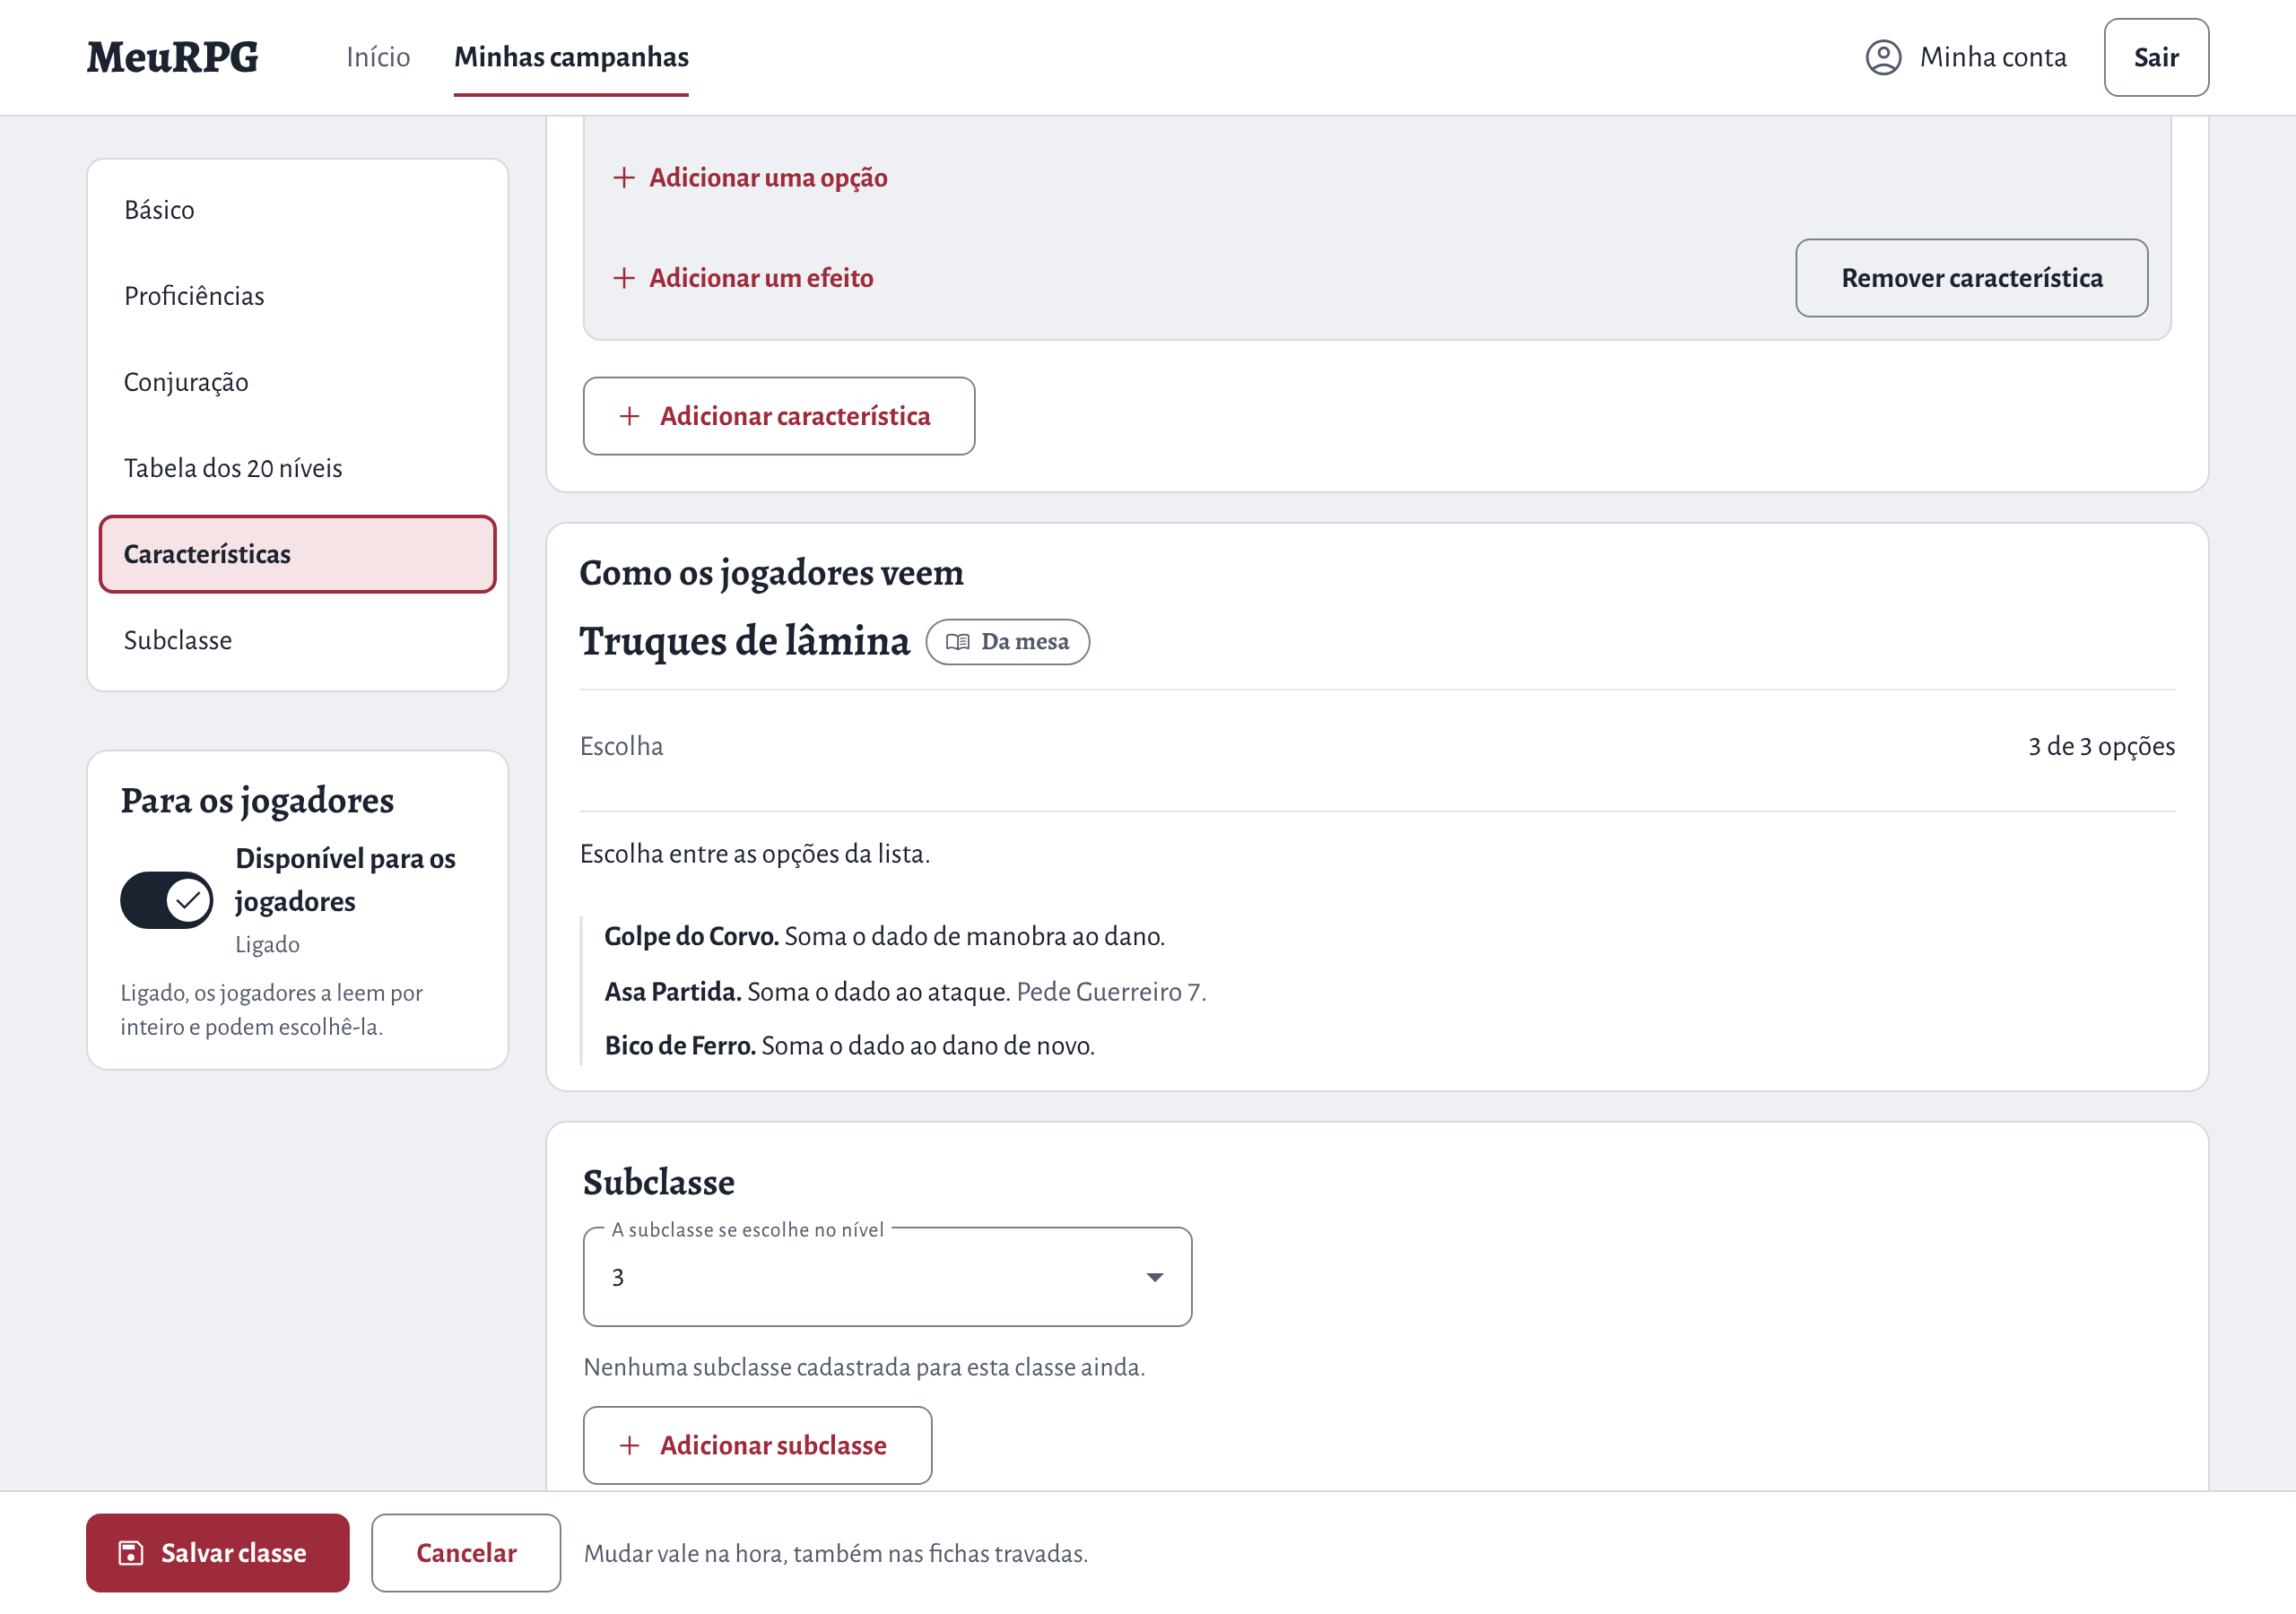 MeuRPG
Início
Minhas campanhas
Minha conta
Sair
Básico
Proficiências
Conjuração
Tabela dos 20 níveis
Características
Subclasse
Para os jogadores
Disponível para os
jogadores
Ligado
Ligado, os jogadores a leem por
inteiro e podem escolhê-la.
Adicionar uma opção
Adicionar um efeito
Remover característica
Adicionar característica
Como os jogadores veem
Truques de lâmina
Da mesa
Escolha
3 de 3 opções
Escolha entre as opções da lista.
Golpe do Corvo. Soma o dado de manobra ao dano.
Asa Partida. Soma o dado ao ataque. Pede Guerreiro 7.
Bico de Ferro. Soma o dado ao dano de novo.
Subclasse
A subclasse se escolhe no nível
3
Nenhuma subclasse cadastrada para esta classe ainda.
Adicionar subclasse
Salvar classe
Cancelar
Mudar vale na hora, também nas fichas travadas.